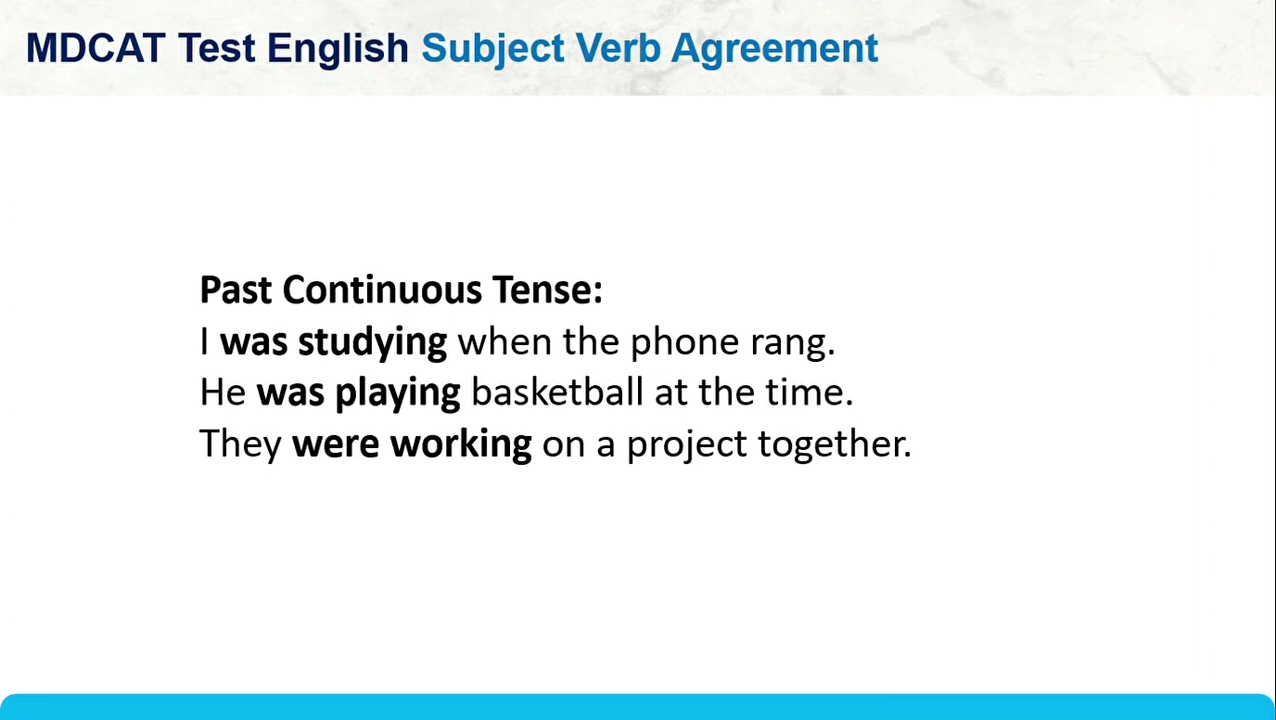 MDCAT Test English Subject Verb Agreement
Past Continuous Tense:
I was studying when the phone rang.
He was playing basketball at the time.
They were working on a project together.